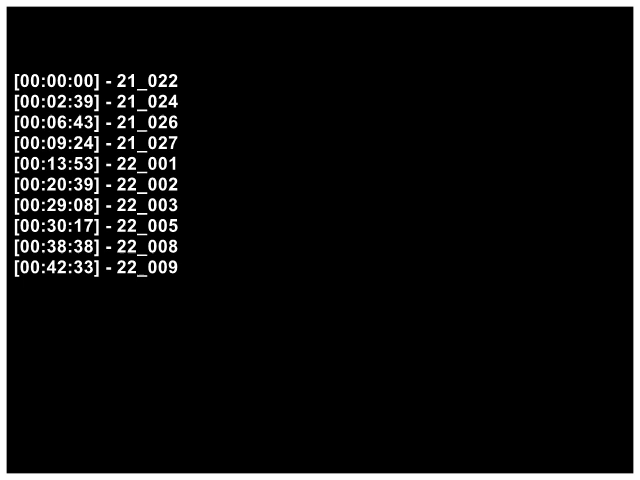 [00:00:00] - 21_022
[00:02:39] - 21_024
[00:06:43] - 21_026
[00:09:24] - 21_027
[00:13:53] - 22_001
[00:20:39] - 22_002
[00:29:08] - 22_003
[00:30:17] - 22_005
[00:38:38] - 22_008
[00:42:33] - 22_009